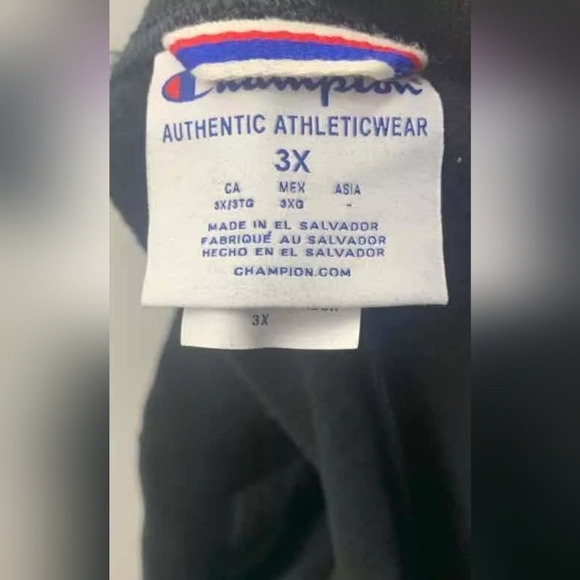 Champion
AUTHENTIC ATHLETICWEAR
3X
CA MEX ASIA
3X/3TG 3XG -
MADE IN EL SALVADOR
FABRIQUÉ AU SALVADOR
HECHO EN EL SALVADOR
CHAMPION.COM
3X